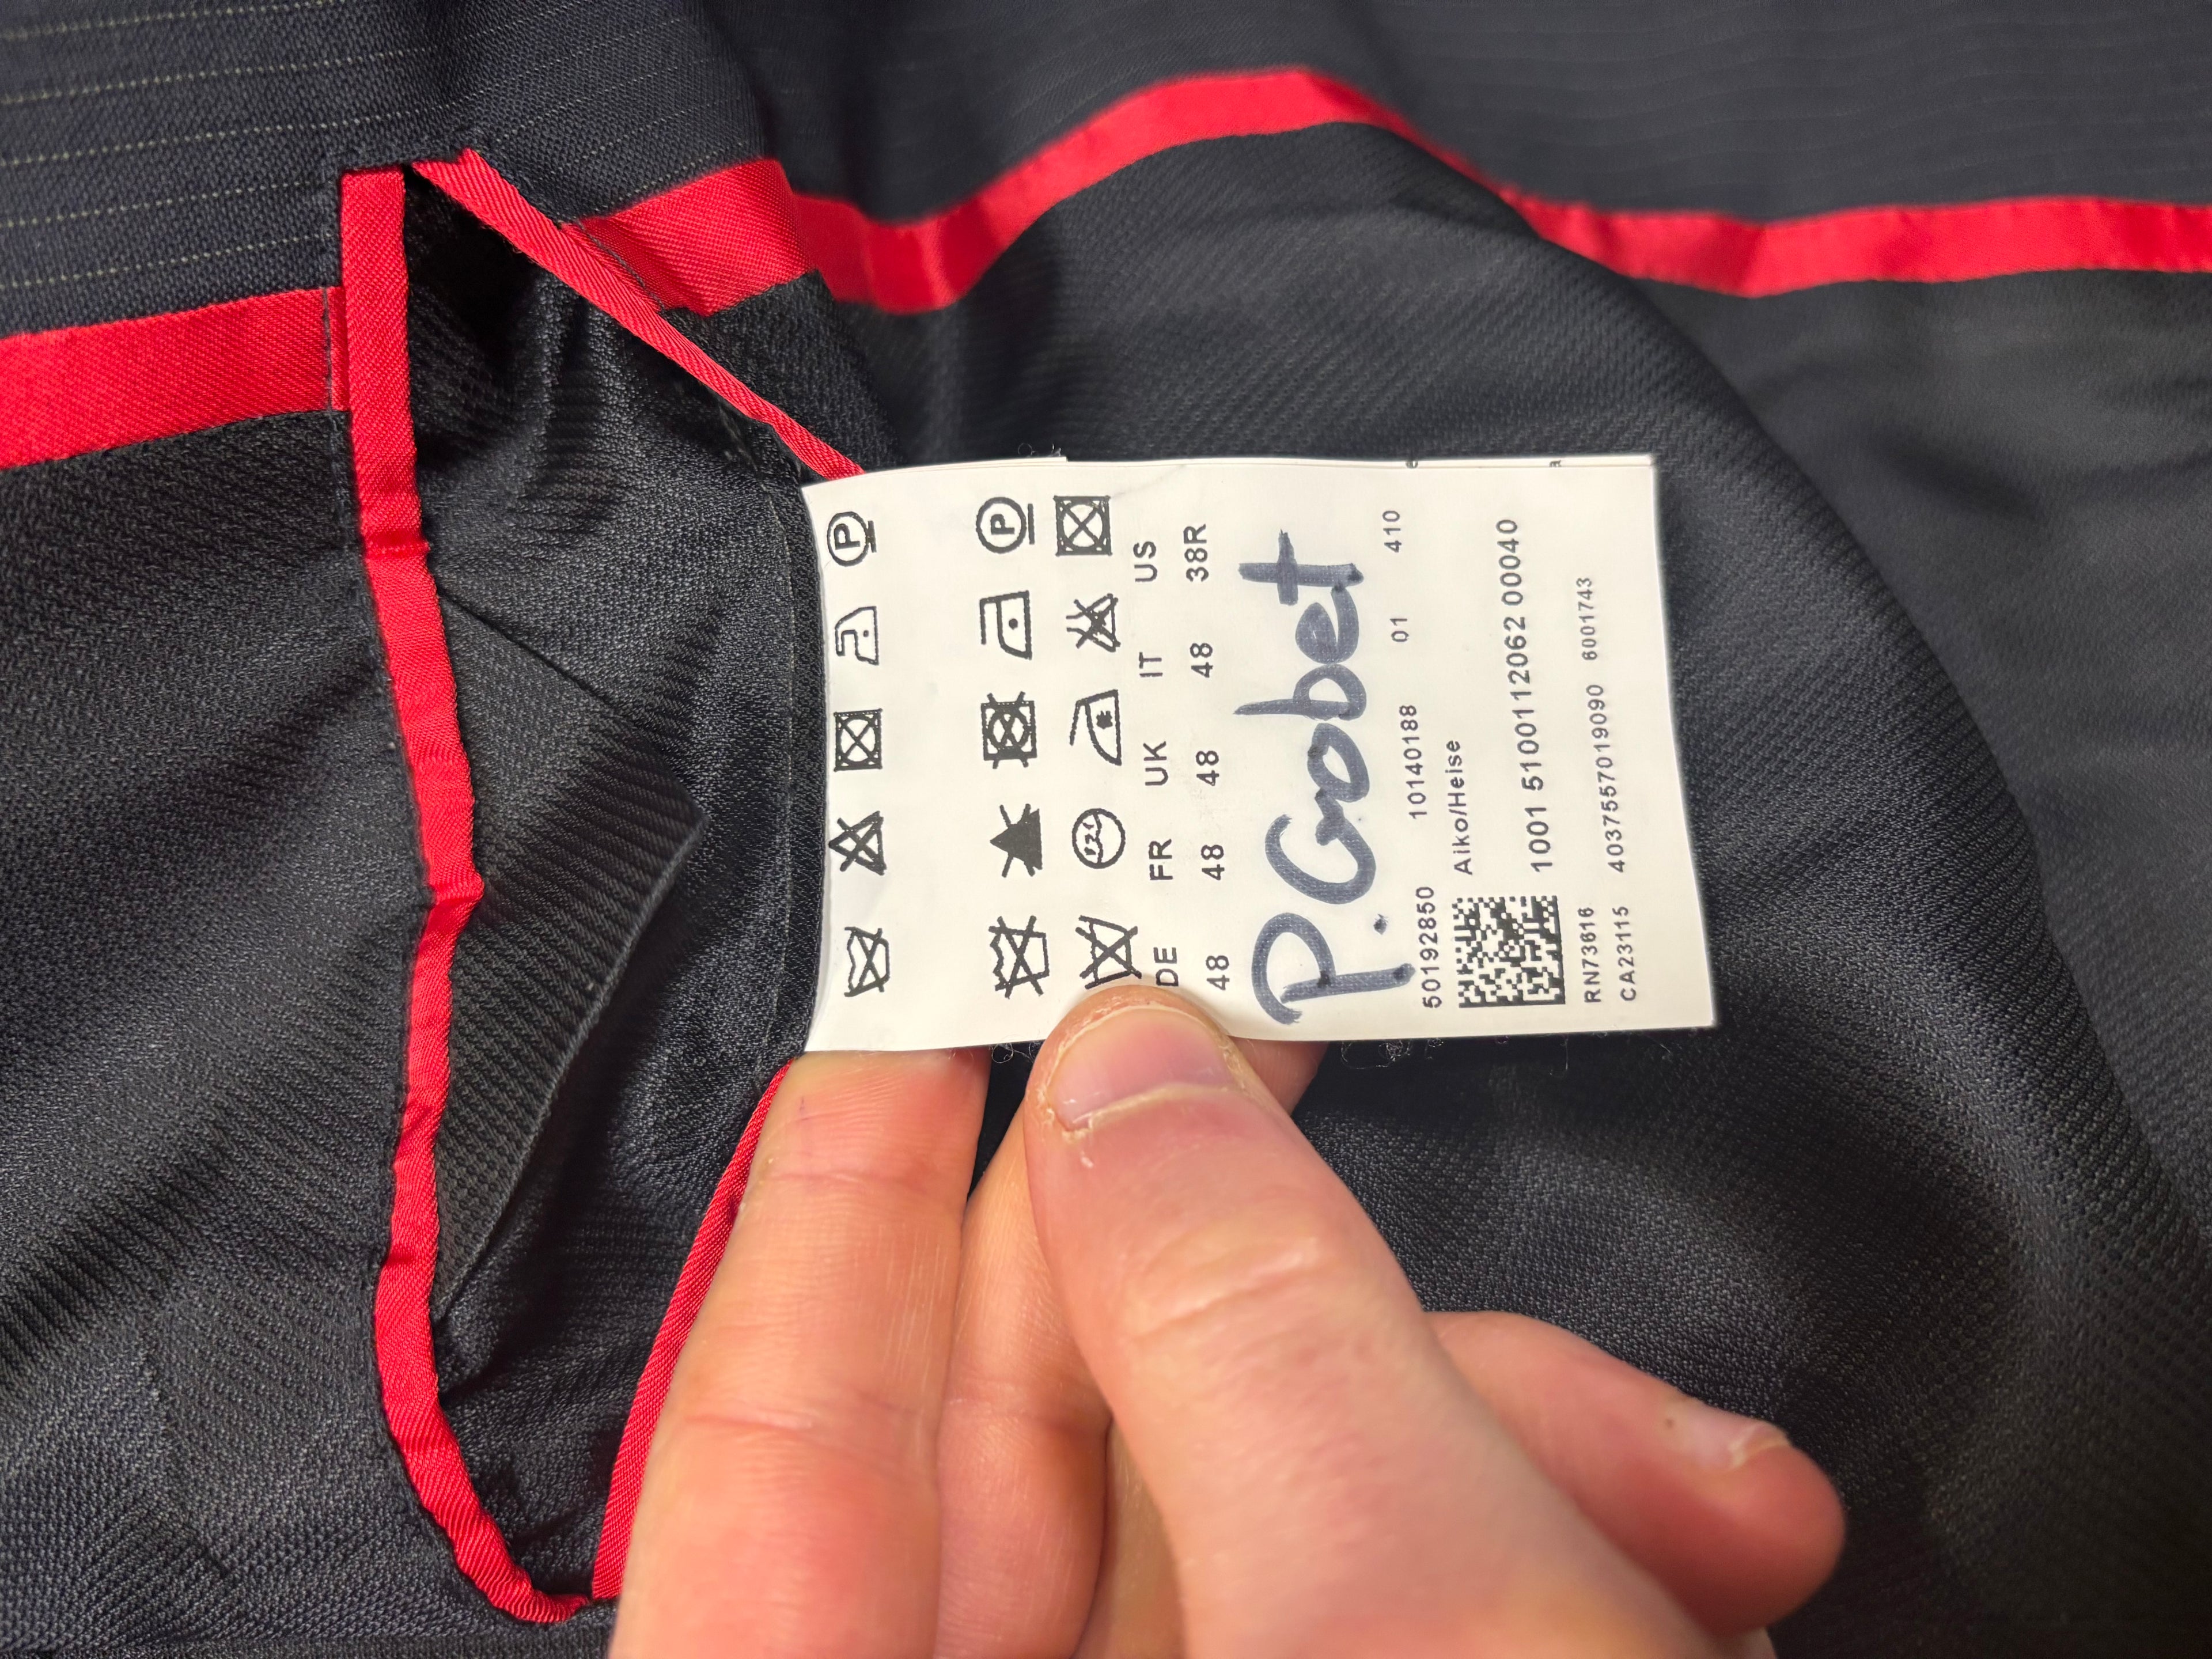 DE FR UK IT US
48 48 48 48 38R
P. Grobet
50192850 10140188 01 410
Aiko/Heise
1001 5100112062 00040
RN73616 4037557019090 6001743
CA23115